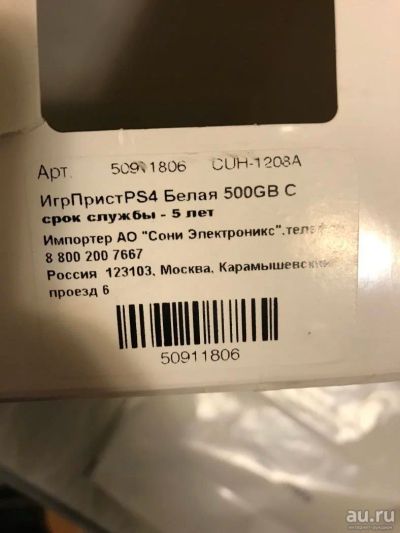 Арт. 50911806 CUH-1208A
ИгрПристPS4 Белая 500GB C
срок службы - 5 лет
Импортер АО "Сони Электроникс".
8 800 200 7667
Россия 123103, Москва, Карамышевский
проезд 6
50911806
au.ru